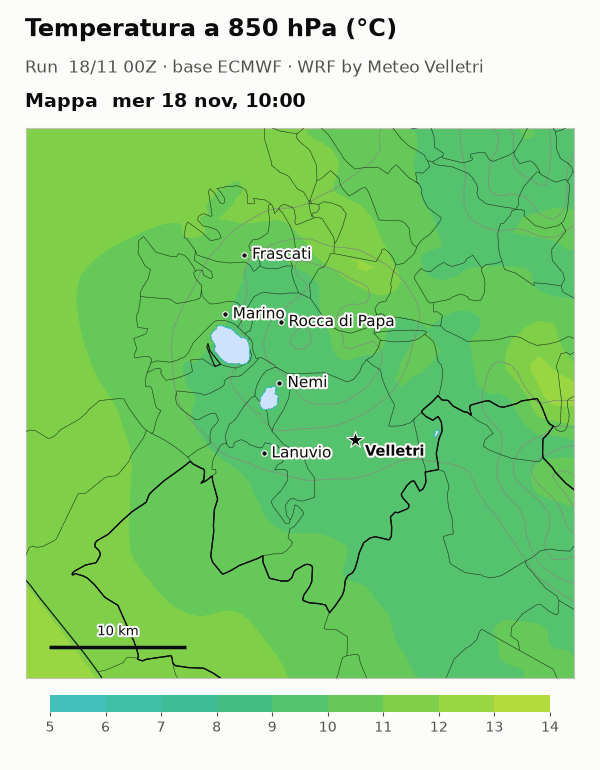 Temperatura a 850 hPa (°C)
Run  18/11 00Z · base ECMWF · WRF by Meteo Velletri
Mappa  mer 18 nov, 10:00
Frascati
Marino
Rocca di Papa
Nemi
Velletri
Lanuvio
10 km
5 6 7 8 9 10 11 12 13 14